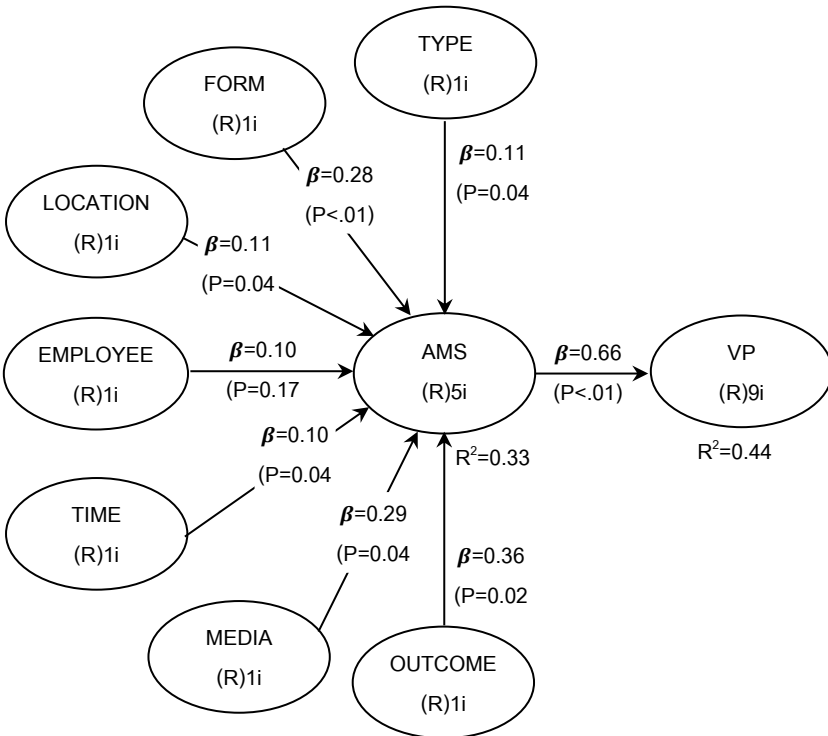 TYPE
(R)1i
FORM
(R)1i
𝜷=0.11
(P=0.04
𝜷=0.28
(P<.01)
LOCATION
(R)1i
𝜷=0.11
(P=0.04
EMPLOYEE
(R)1i
𝜷=0.10
(P=0.17
AMS
(R)5i
𝜷=0.66
(P<.01)
VP
(R)9i
R²=0.33
R²=0.44
𝜷=0.10
(P=0.04
TIME
(R)1i
𝜷=0.29
(P=0.04
𝜷=0.36
(P=0.02
MEDIA
(R)1i
OUTCOME
(R)1i